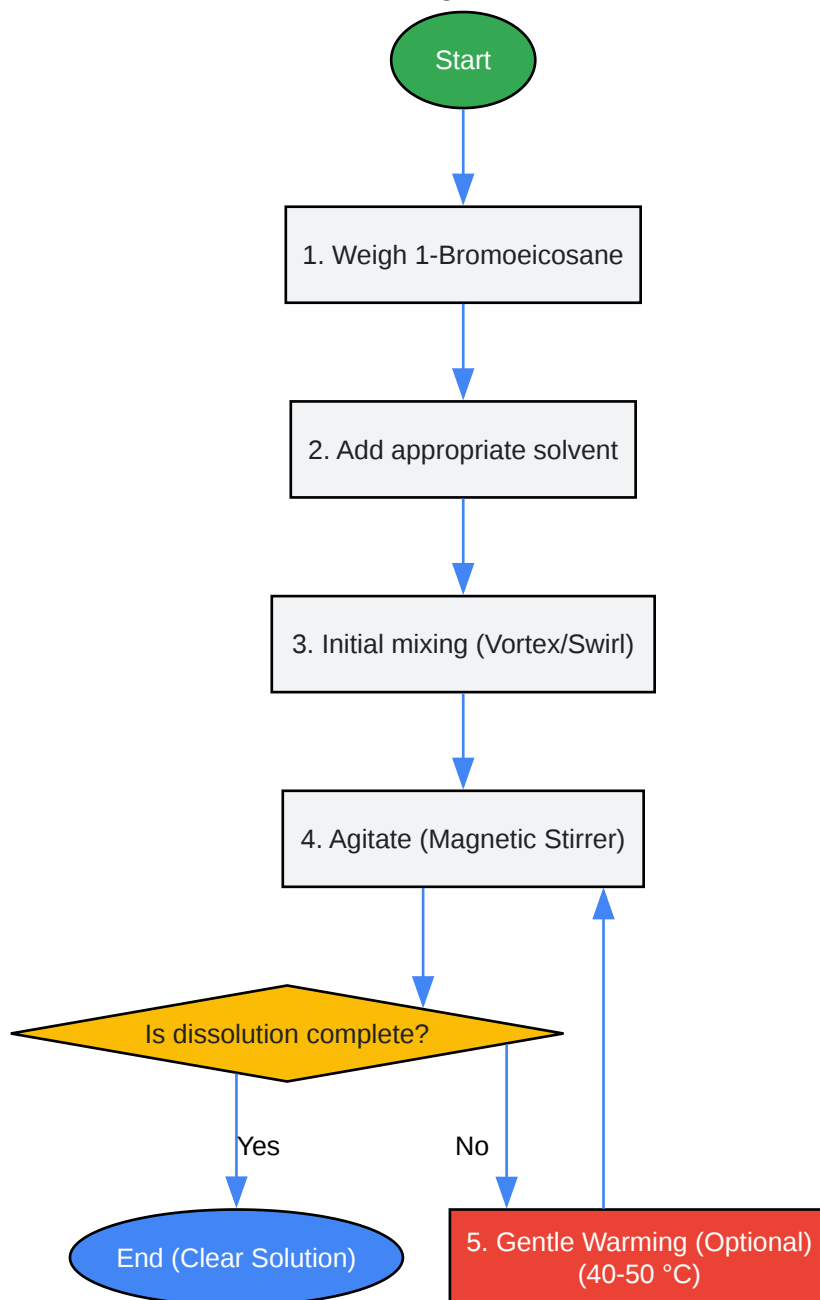 Start
1. Weigh 1-Bromoeicosane
2. Add appropriate solvent
3. Initial mixing (Vortex/Swirl)
4. Agitate (Magnetic Stirrer)
Is dissolution complete?
Yes
No
End (Clear Solution)
5. Gentle Warming (Optional)
(40-50 °C)